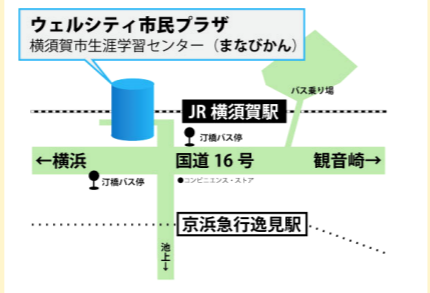 ウェルシティ市民プラザ
横須賀市生涯学習センター（まなびかん）
バス乗り場
JR 横須賀駅
汀橋バス停
←横浜
国道 16 号
観音崎→
汀橋バス停
●コンビニエンス・ストア
京浜急行逸見駅
池上↓